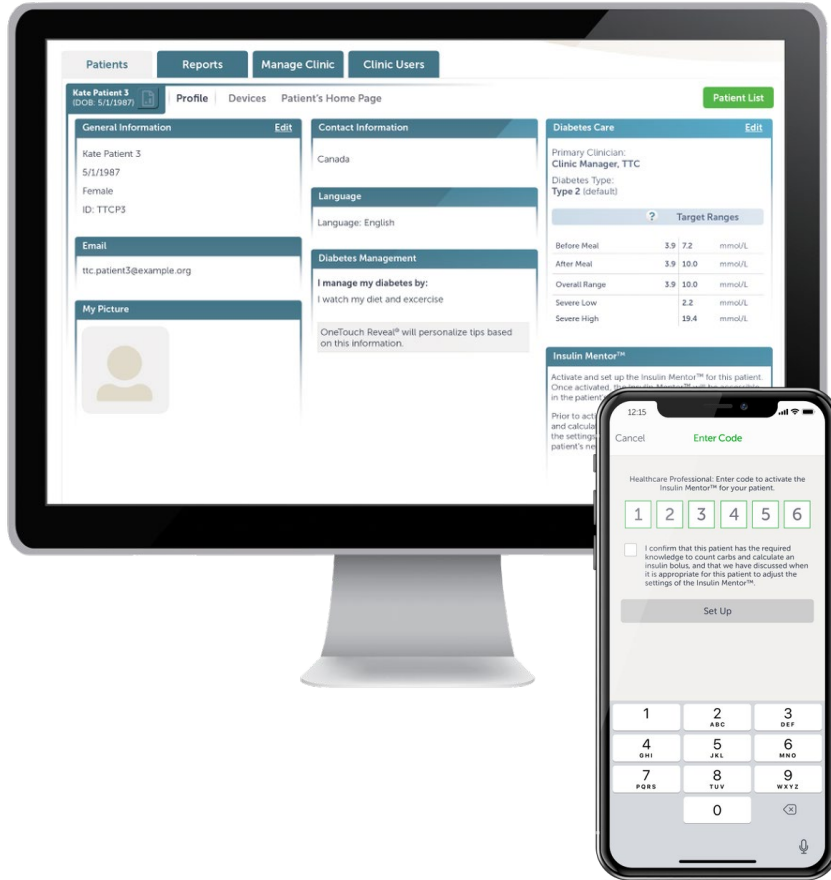 Patients
Reports
Manage Clinic
Clinic Users
Kate Patient 3
(DOB: 5/1/1987)
Profile
Devices
Patient's Home Page
Patient List
General Information
Edit
Kate Patient 3
5/1/1987
Female
ID: TTCP3
Email
ttc.patient3@example.org
My Picture
Contact Information
Canada
Language
Language: English
Diabetes Management
I manage my diabetes by:
I watch my diet and excercise
OneTouch Reveal® will personalize tips based
on this information.
Diabetes Care
Edit
Primary Clinician:
Clinic Manager, TTC
Diabetes Type:
Type 2 (default)
? Target Ranges
Before Meal 3.9 7.2 mmol/L
After Meal 3.9 10.0 mmol/L
Overall Range 3.9 10.0 mmol/L
Severe Low 2.2 mmol/L
Severe High 19.4 mmol/L
Insulin Mentor™
Activate and set up the Insulin Mentor™ for this patient.
Once activated, the Insulin Mentor™ will be accessible
in the patient
Prior to
and
the settings
patient's
12:15
Cancel
Enter Code
Healthcare Professional: Enter code to activate the
Insulin Mentor™ for your patient.
1 2 3 4 5 6
I confirm that this patient has the required
knowledge to count carbs and calculate an
insulin bolus, and that we have discussed when
it is appropriate for this patient to adjust the
settings of the Insulin Mentor™.
Set Up
1
2
ABC
3
DEF
4
GHI
5
JKL
6
MNO
7
PQRS
8
TUV
9
WXYZ
0